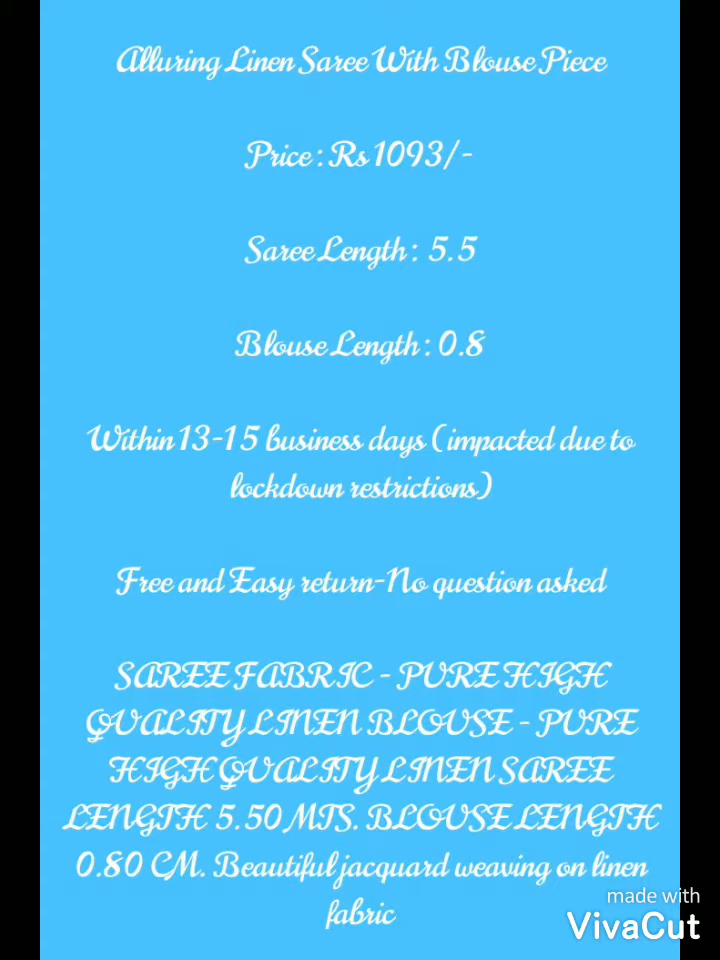 Alluring Linen Saree With Blouse Piece
Price : Rs 1093/-
Saree Length : 5.5
Blouse Length : 0.8
Within 13-15 business days (impacted due to
lockdown restrictions)
Free and Easy return-No question asked
SAREE FABRIC - PURE HIGH
QUALITY LINEN BLOUSE - PURE
HIGH QUALITY LINEN SAREE
LENGTH 5.50 MTS. BLOUSE LENGTH
0.80 CM. Beautiful jacquard weaving on linen
fabric
made with
VivaCut